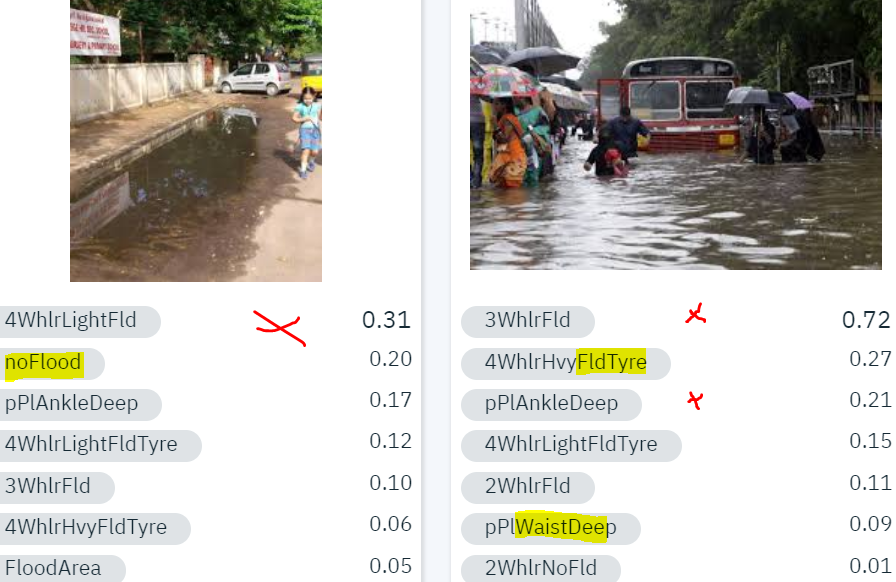 4WhlrLightFld 0.31
noFlood 0.20
pPlAnkleDeep 0.17
4WhlrLightFldTyre 0.12
3WhlrFld 0.10
4WhlrHvyFldTyre 0.06
FloodArea 0.05
3WhlrFld 0.72
4WhlrHvyFldTyre 0.27
pPlAnkleDeep 0.21
4WhlrLightFldTyre 0.15
2WhlrFld 0.11
pPlWaistDeep 0.09
2WhlrNoFld 0.01